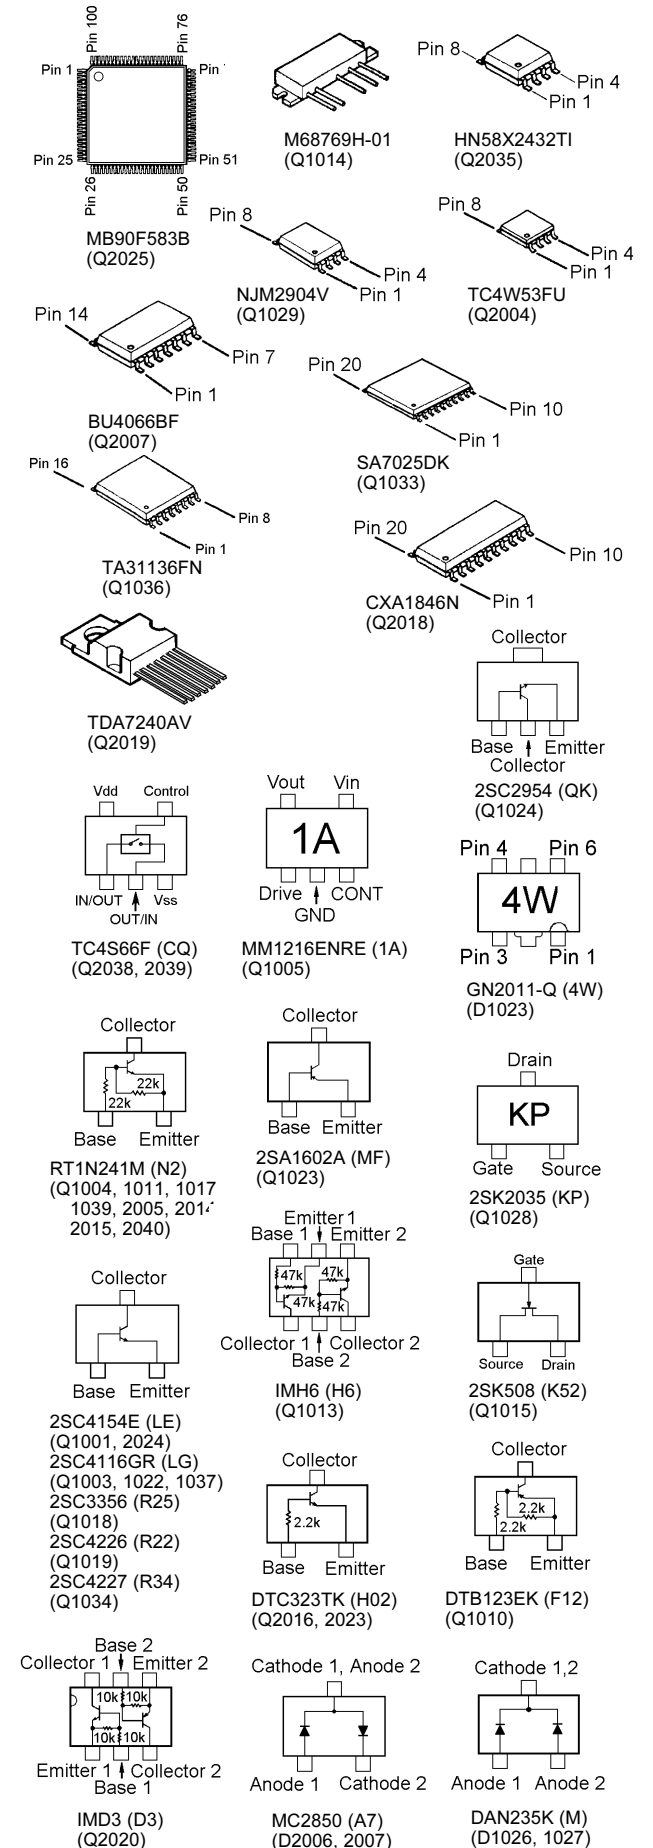 Pin 100
Pin 76
Pin 1
Pin
Pin 25
Pin 51
Pin 26
Pin 50
MB90F583B
(Q2025)
M68769H-01
(Q1014)
Pin 8
Pin 4
Pin 1
HN58X2432TI
(Q2035)
Pin 8
Pin 4
Pin 1
NJM2904V
(Q1029)
Pin 8
Pin 4
Pin 1
TC4W53FU
(Q2004)
Pin 14
Pin 7
Pin 1
BU4066BF
(Q2007)
Pin 20
Pin 10
Pin 1
SA7025DK
(Q1033)
Pin 16
Pin 8
Pin 1
TA31136FN
(Q1036)
Pin 20
Pin 10
Pin 1
CXA1846N
(Q2018)
TDA7240AV
(Q2019)
Collector
Base Emitter
Collector
2SC2954 (QK)
(Q1024)
Vdd Control
IN/OUT Vss
OUT/IN
TC4S66F (CQ)
(Q2038, 2039)
Vout Vin
1A
Drive CONT
GND
MM1216ENRE (1A)
(Q1005)
Pin 4 Pin 6
4W
Pin 3 Pin 1
GN2011-Q (4W)
(D1023)
Collector
22k
22k
Base Emitter
RT1N241M (N2)
(Q1004, 1011, 1017
1039, 2005, 2014
2015, 2040)
Collector
Base Emitter
2SA1602A (MF)
(Q1023)
Drain
KP
Gate Source
2SK2035 (KP)
(Q1028)
Emitter 1
Base 1 Emitter 2
47k 47k
47k 47k
Collector 1 Collector 2
Base 2
IMH6 (H6)
(Q1013)
Gate
Source Drain
2SK508 (K52)
(Q1015)
Collector
Base Emitter
2SC4154E (LE)
(Q1001, 2024)
2SC4116GR (LG)
(Q1003, 1022, 1037)
2SC3356 (R25)
(Q1018)
2SC4226 (R22)
(Q1019)
2SC4227 (R34)
(Q1034)
Collector
2.2k
Base Emitter
DTC323TK (H02)
(Q2016, 2023)
Collector
2.2k
2.2k
Base Emitter
DTB123EK (F12)
(Q1010)
Base 2
Collector 1 Emitter 2
10k 10k
10k 10k
Emitter 1 Collector 2
Base 1
IMD3 (D3)
(Q2020)
Cathode 1, Anode 2
Anode 1 Cathode 2
MC2850 (A7)
(D2006, 2007)
Cathode 1,2
Anode 1 Anode 2
DAN235K (M)
(D1026, 1027)